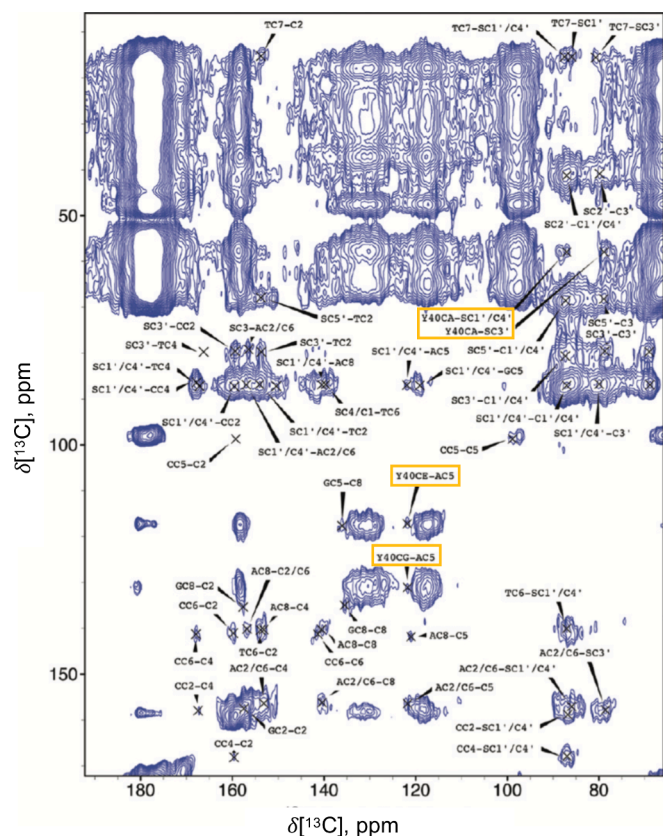 TC7-C2
TC7-SC1'/C4'
TC7-SC1'
TC7-SC3'
50
SC2'-C3'
SC2'-C1'/C4'
SC5'-TC2
Y40CA-SC1'/C4'
Y40CA-SC3'
SC5'-C3
SC3'-C3'
SC5'-C1'/C4'
SC3'-CC2
SC3-AC2/C6
SC3'-TC4
SC3'-TC2
SC1'/C4'-AC8
SC1'/C4'-AC5
SC1'/C4'-GC5
SC1'/C4'-TC4
SC1'/C4'-CC4
SC4/C1-TC6
SC3'-C1'/C4'
SC1'/C4'-CC2
SC1'/C4'-TC2
SC1'/C4'-C1'/C4'
SC1'/C4'-C3'
SC1'/C4'-AC2/C6
100
CC5-C2
CC5-C5
GC5-C8
Y40CE-AC5
Y40CG-AC5
AC8-C2/C6
GC8-C2
AC8-C4
CC6-C2
GC8-C8
AC8-C8
AC8-C5
TC6-SC1'/C4'
CC6-C4
TC6-C2
CC6-C6
AC2/C6-SC3'
150
CC2-C4
AC2/C6-C4
AC2/C6-C8
AC2/C6-C5
AC2/C6-SC1'/C4'
GC2-C2
CC2-SC1'/C4'
CC4-C2
CC4-SC1'/C4'
180 160 140 120 100 80
δ[¹³C], ppm
δ[¹³C], ppm